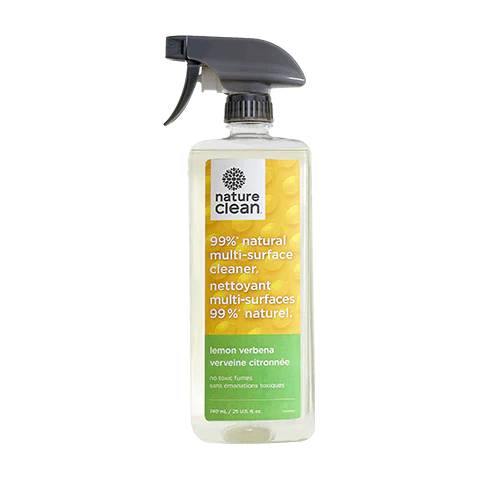 nature
clean™
99%* natural
multi-surface
cleaner.
nettoyant
multi-surfaces
99%* naturel.
lemon verbena
verveine citronnée
no toxic fumes
sans émanations toxiques
740 mL / 25 U.S. fl. oz.